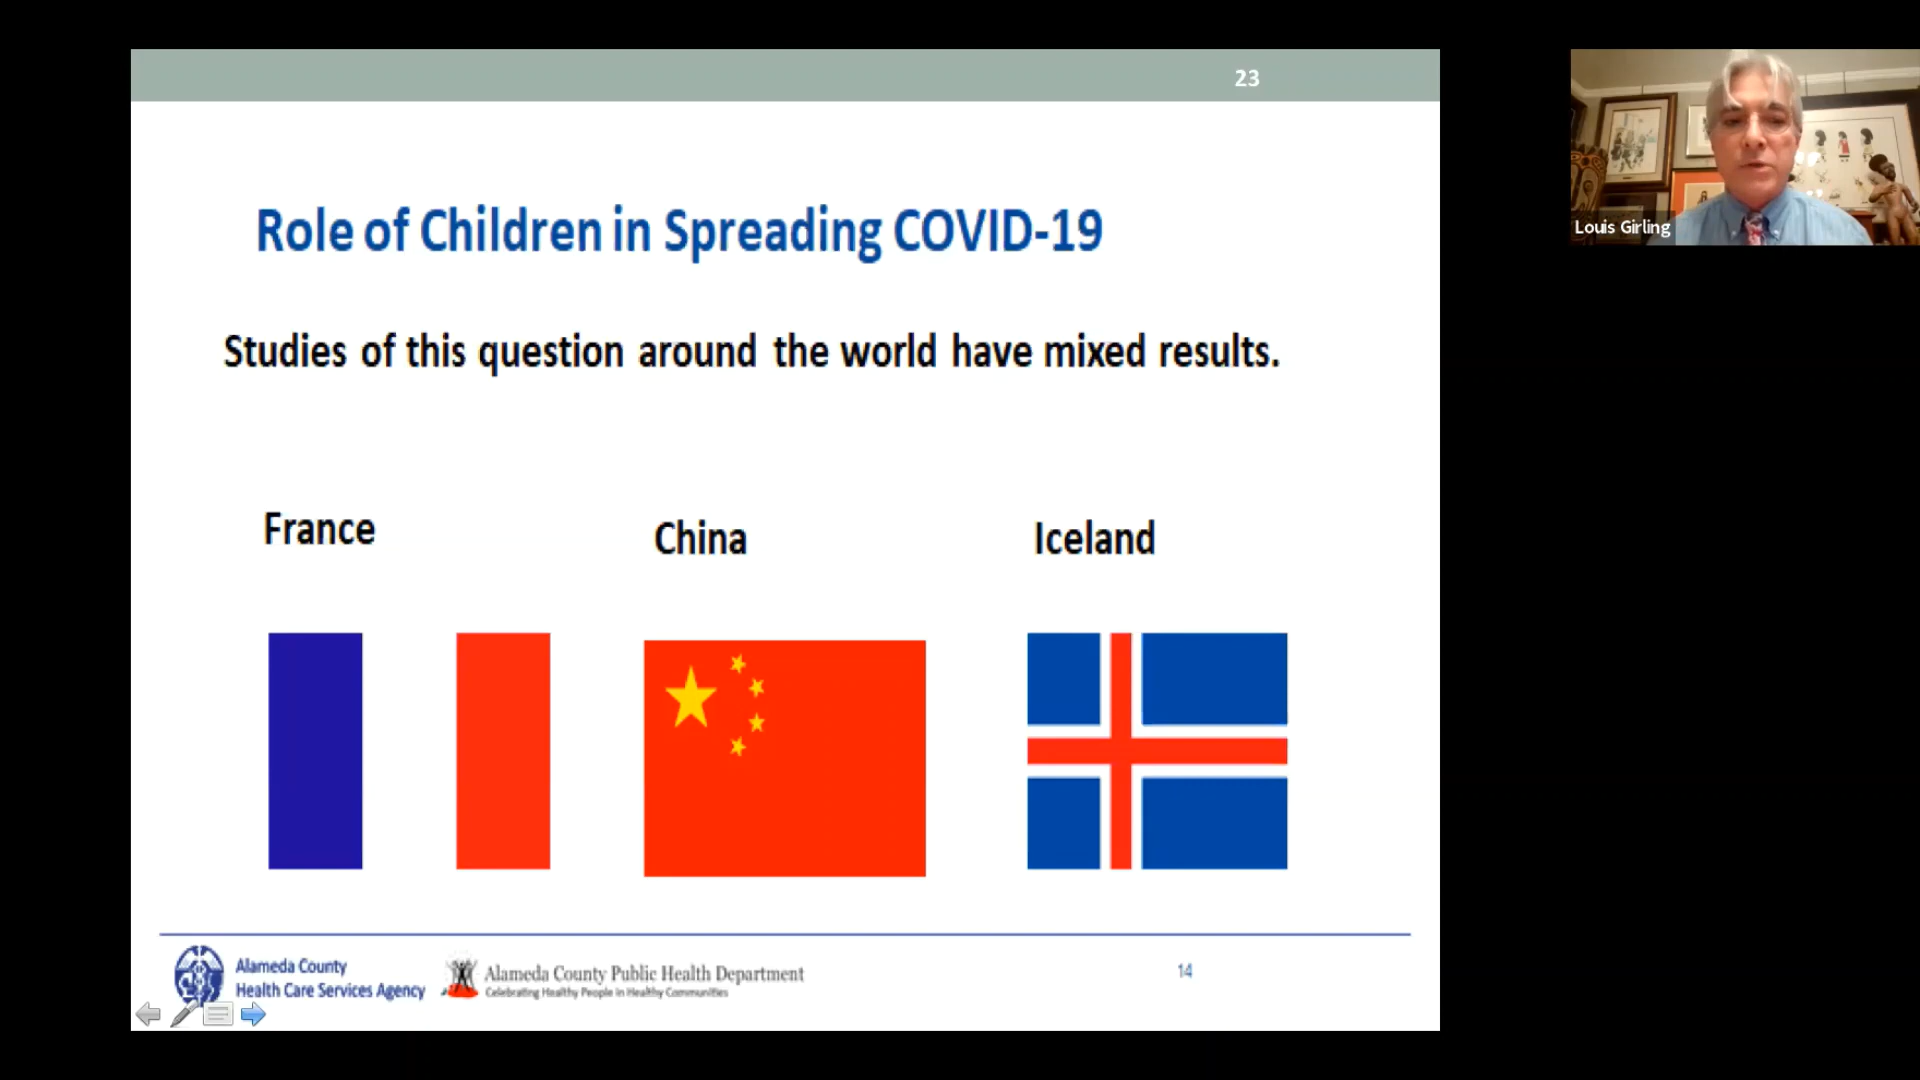 23
Louis Girling
Role of Children in Spreading COVID-19
Studies of this question around the world have mixed results.
France
China
Iceland
Alameda County
Health Care Services Agency
Alameda County Public Health Department
Celebrating Healthy People in Healthy Communities
14